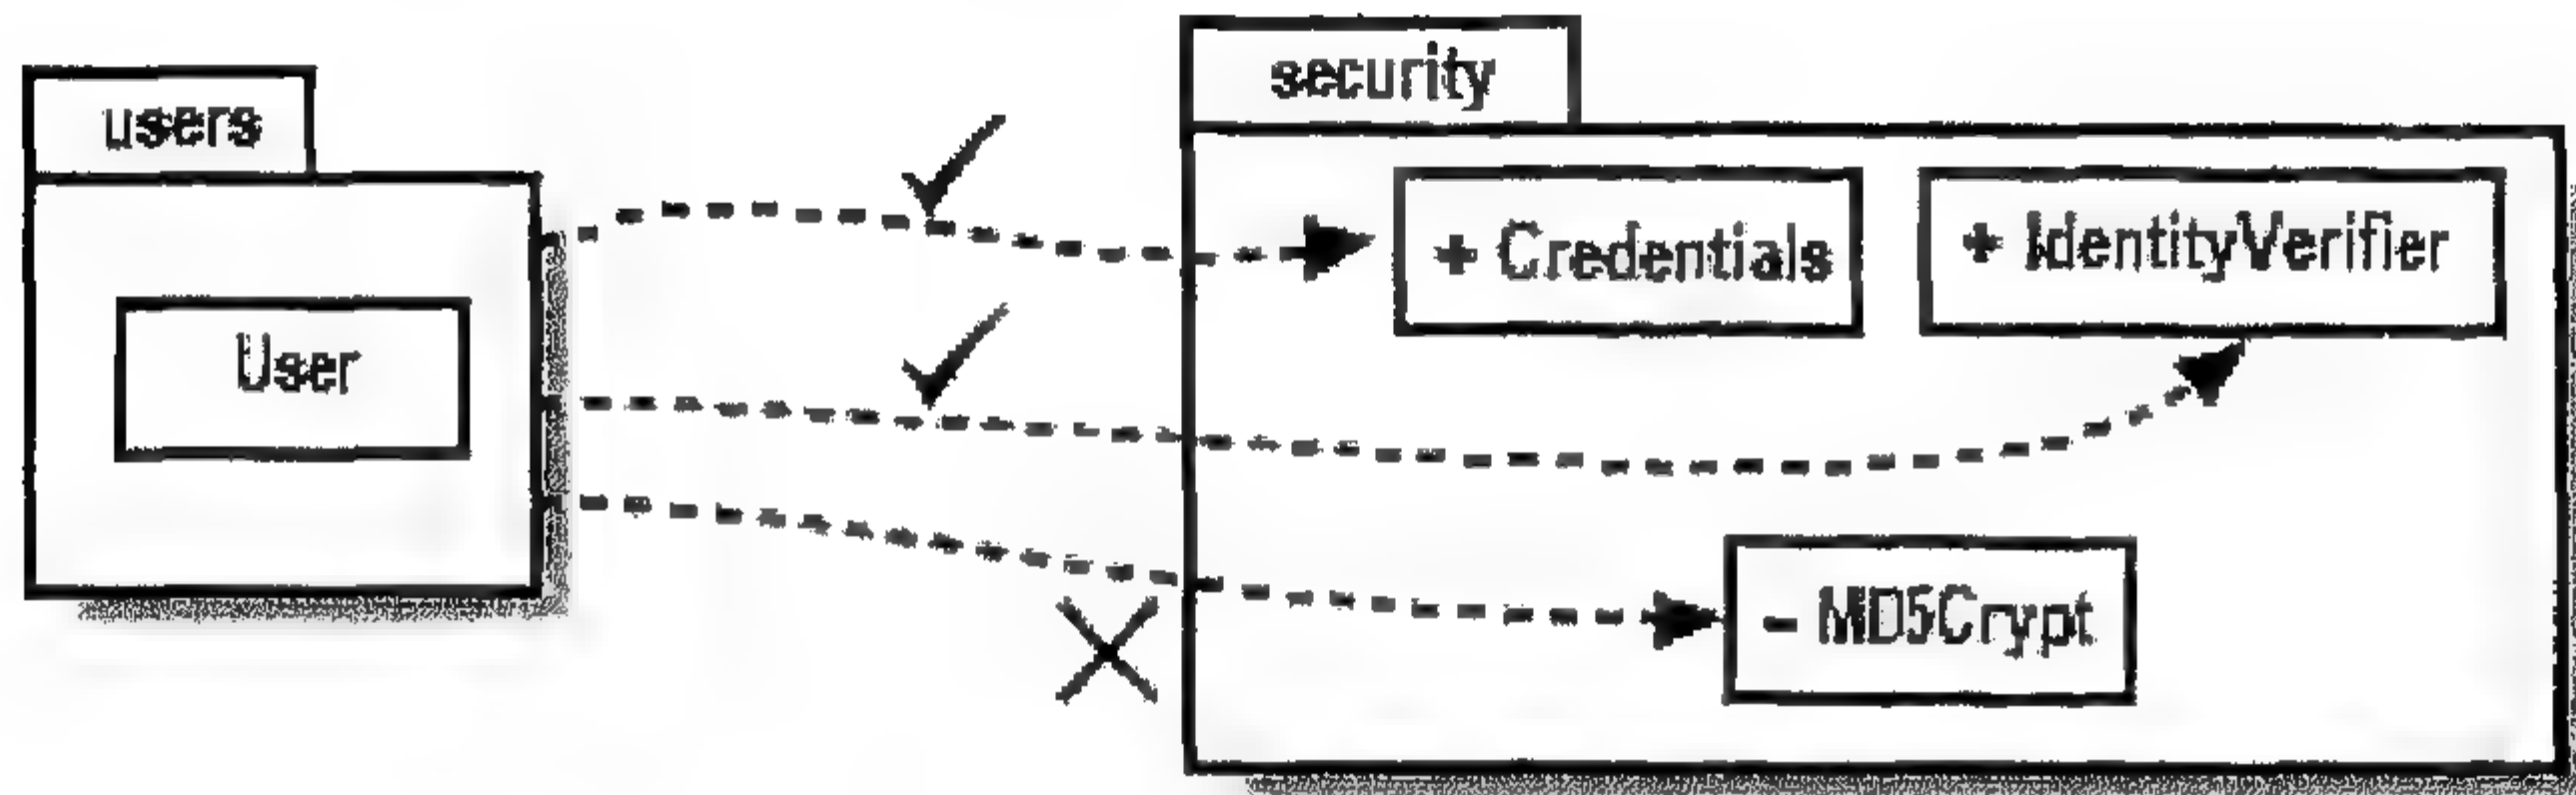 users
User
security
+ Credentials
+ IdentityVerifier
- MD5Crypt